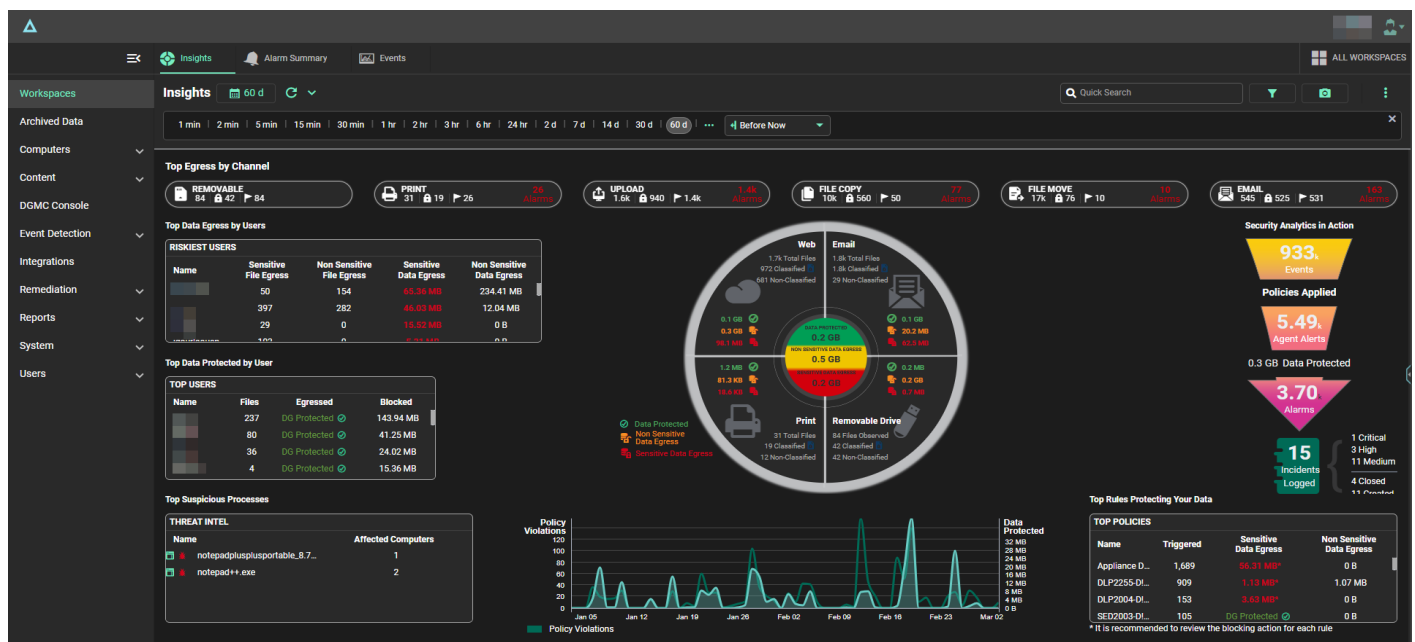 Insights
Alarm Summary
Events
ALL WORKSPACES
Workspaces
Archived Data
Computers
Content
DGMC Console
Event Detection
Integrations
Remediation
Reports
System
Users
Insights
60 d
Quick Search
1 min | 2 min | 5 min | 15 min | 30 min | 1 hr | 2 hr | 3 hr | 6 hr | 24 hr | 2 d | 7 d | 14 d | 30 d | 60 d | ••• Before Now
Top Egress by Channel
REMOVABLE
84 42 84
PRINT
31 19 26
26
Alarms
UPLOAD
1.6k 940 1.4k
1.4k
Alarms
FILE COPY
10k 560 50
77
Alarms
FILE MOVE
17k 76 10
10
Alarms
EMAIL
545 525 531
163
Alarms
Top Data Egress by Users
RISKIEST USERS
Name Sensitive File Egress Non Sensitive File Egress Sensitive Data Egress Non Sensitive Data Egress
50 154 65.36 MB 234.41 MB
397 282 46.03 MB 12.04 MB
29 0 15.52 MB 0 B
Top Data Protected by User
TOP USERS
Name Files Egressed Blocked
237 DG Protected 143.94 MB
80 DG Protected 41.25 MB
36 DG Protected 24.02 MB
4 DG Protected 15.36 MB
Top Suspicious Processes
THREAT INTEL
Name Affected Computers
notepadplusplusportable_8.7... 1
notepad++.exe 2
Web
1.7k Total Files
972 Classified
681 Non-Classified
0.1 GB
0.3 GB
98.1 MB
Email
1.8k Total Files
1.8k Classified
29 Non-Classified
0.1 GB
20.2 MB
63.9 MB
DATA PROTECTED
0.2 GB
NON SENSITIVE DATA EGRESS
0.5 GB
SENSITIVE DATA EGRESS
0.2 GB
1.2 MB
81.3 KB
98.6 KB
Print
31 Total Files
19 Classified
12 Non-Classified
0.2 MB
0.2 GB
0.7 MB
Removable Drive
84 Files Observed
42 Classified
42 Non-Classified
Data Protected
Non Sensitive
Data Egress
Sensitive Data Egress
Security Analytics in Action
933k
Events
Policies Applied
5.49k
Agent Alerts
0.3 GB Data Protected
3.70k
Alarms
15
Incidents
Logged
1 Critical
3 High
11 Medium
4 Closed
11 Created
Policy
Violations
120
100
80
60
40
20
0
Data
Protected
32 MB
28 MB
24 MB
20 MB
16 MB
12 MB
8 MB
4 MB
0 B
Jan 05 Jan 12 Jan 19 Jan 26 Feb 02 Feb 09 Feb 16 Feb 23 Mar 02
Policy Violations
Top Rules Protecting Your Data
TOP POLICIES
Name Triggered Sensitive Data Egress Non Sensitive Data Egress
Appliance D... 1,689 56.31 MB* 0 B
DLP2255-D!... 909 1.13 MB* 1.07 MB
DLP2004-D!... 153 3.63 MB* 0 B
SED2003-D!... 105 DG Protected 0 B
* It is recommended to review the blocking action for each rule